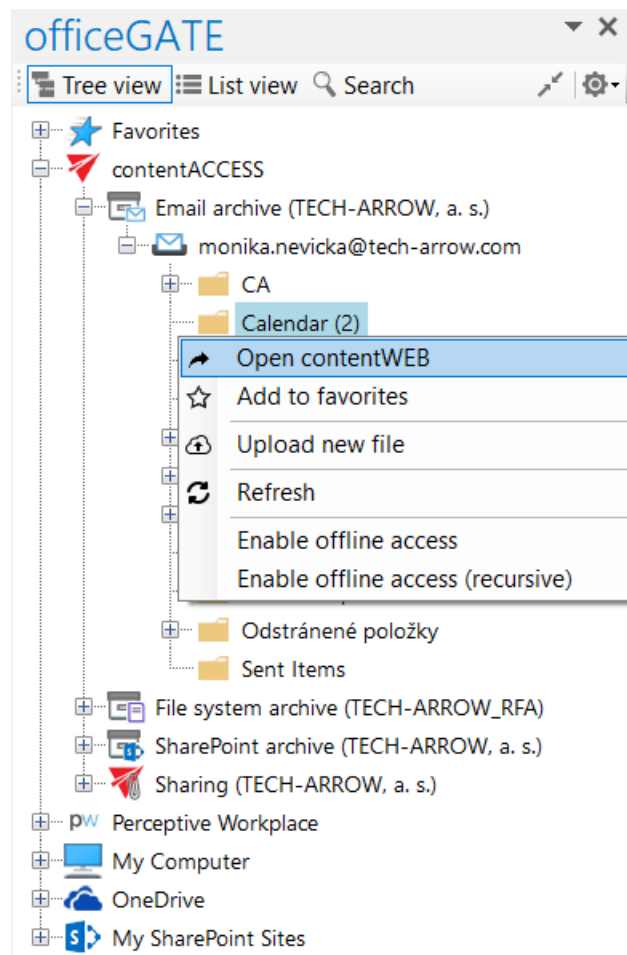 officeGATE
Tree view List view Search
Favorites
contentACCESS
Email archive (TECH-ARROW, a. s.)
monika.nevicka@tech-arrow.com
CA
Calendar (2)
Open contentWEB
Add to favorites
Upload new file
Refresh
Enable offline access
Enable offline access (recursive)
Odstránené položky
Sent Items
File system archive (TECH-ARROW_RFA)
SharePoint archive (TECH-ARROW, a. s.)
Sharing (TECH-ARROW, a. s.)
pw Perceptive Workplace
My Computer
OneDrive
S My SharePoint Sites